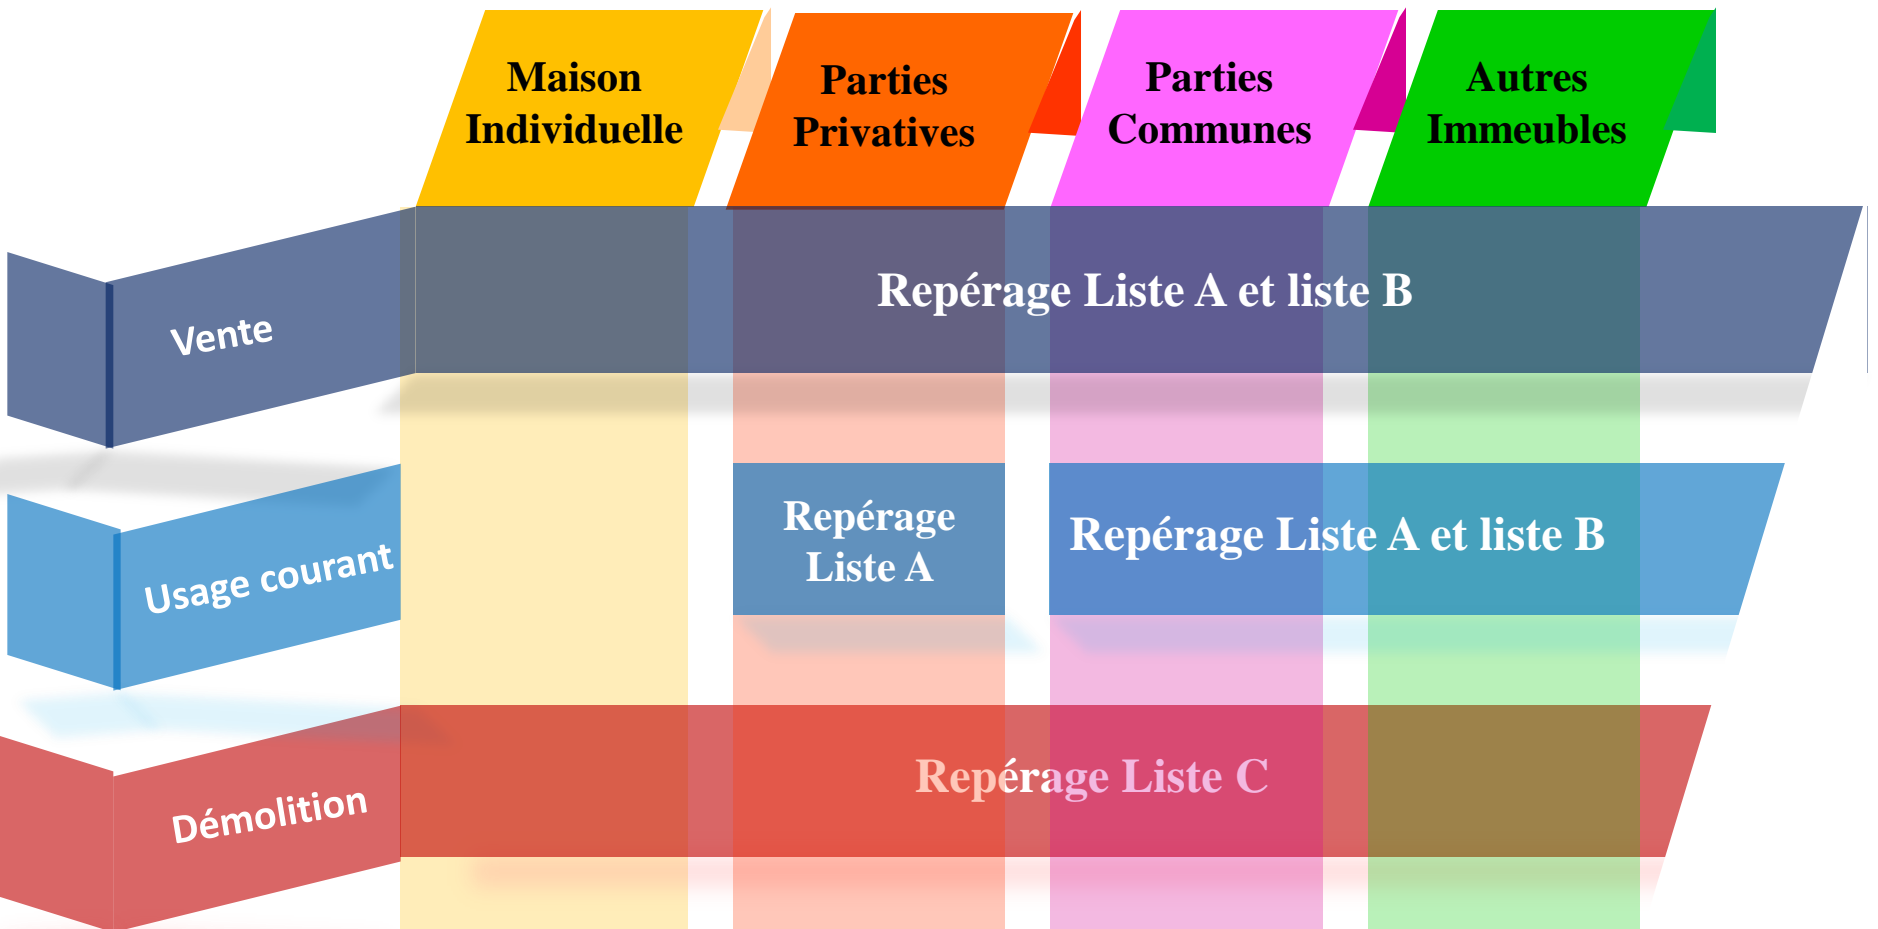 Maison
Individuelle
Parties
Privatives
Parties
Communes
Autres
Immeubles
Vente
Repérage Liste A et liste B
Usage courant
Repérage
Liste A
Repérage Liste A et liste B
Démolition
Repérage Liste C